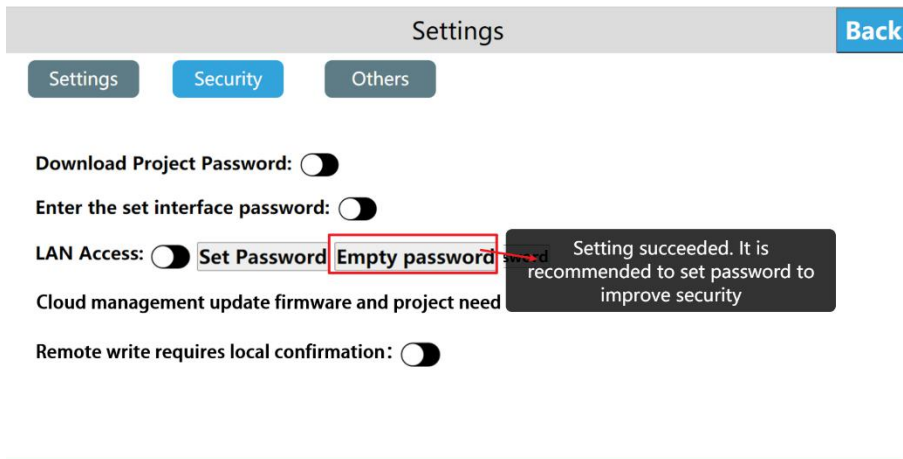 Settings
Back
Settings
Security
Others
Download Project Password:
Enter the set interface password:
LAN Access:
Set Password
Empty password
Setting succeeded. It is
recommended to set password to
improve security
Cloud management update firmware and project need
Remote write requires local confirmation: